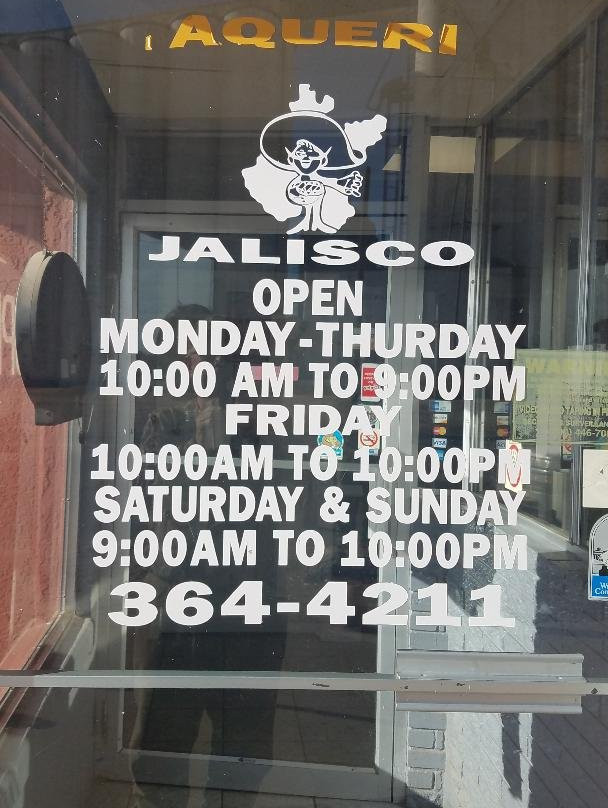 AQUERI
JALISCO
OPEN
MONDAY-THURDAY
10:00 AM TO 9:00PM
FRIDAY
10:00AM TO 10:00PM
SATURDAY & SUNDAY
9:00AM TO 10:00PM
364-4211
VISA